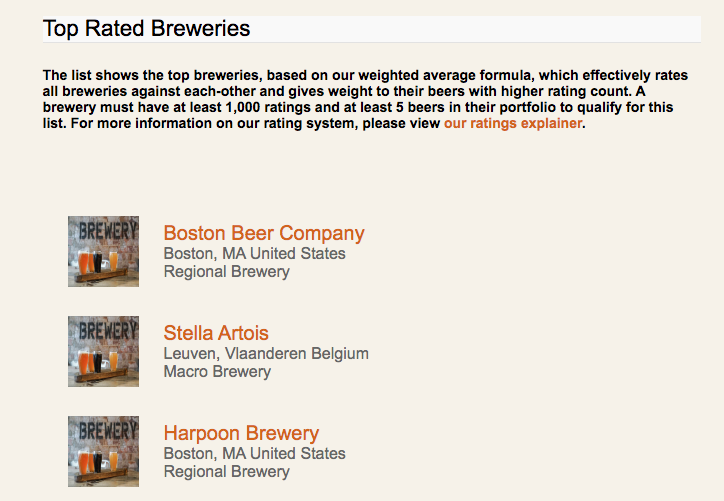 Top Rated Breweries
The list shows the top breweries, based on our weighted average formula, which effectively rates
all breweries against each-other and gives weight to their beers with higher rating count. A
brewery must have at least 1,000 ratings and at least 5 beers in their portfolio to qualify for this
list. For more information on our rating system, please view our ratings explainer.
BREWERY
Boston Beer Company
Boston, MA United States
Regional Brewery
BREWERY
Stella Artois
Leuven, Vlaanderen Belgium
Macro Brewery
BREWERY
Harpoon Brewery
Boston, MA United States
Regional Brewery